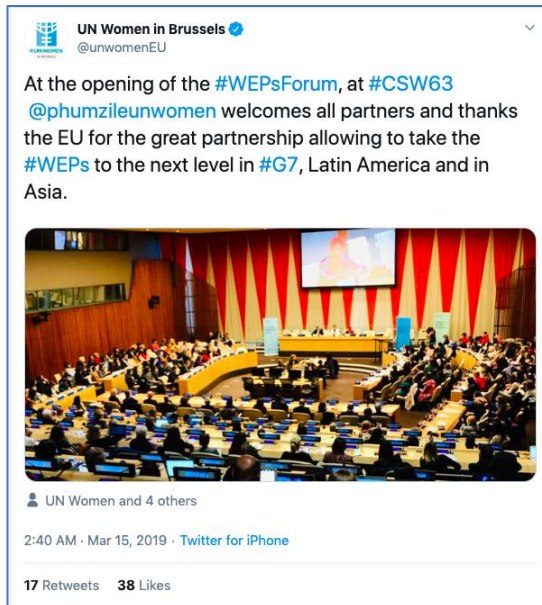 UN Women in Brussels
@unwomenEU
At the opening of the #WEPsForum, at #CSW63
@phumzileunwomen welcomes all partners and thanks
the EU for the great partnership allowing to take the
#WEPs to the next level in #G7, Latin America and in
Asia.
UN Women and 4 others
2:40 AM · Mar 15, 2019 · Twitter for iPhone
17 Retweets 38 Likes